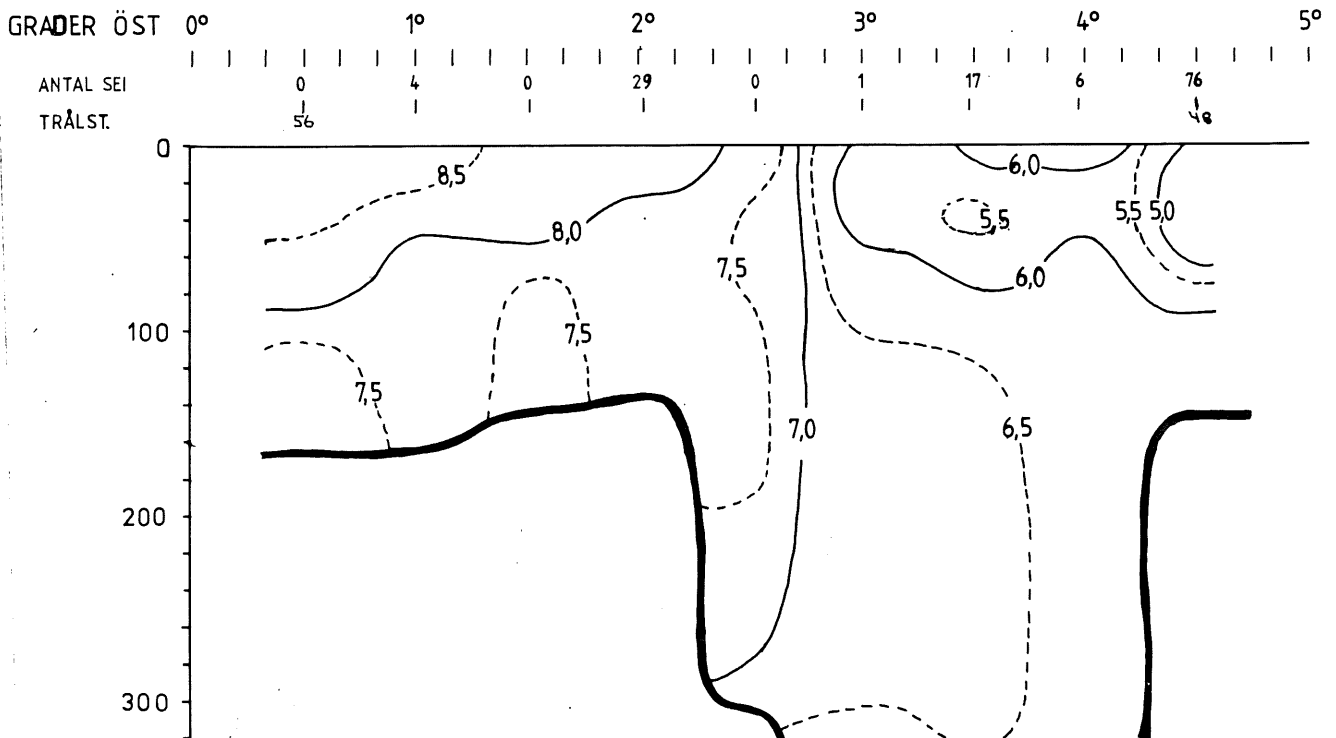 GRADER ÖST 0° 1° 2° 3° 4° 5°
ANTAL SEI 0 4 0 29 0 1 17 6 76
TRÅLST. 56 48
0
8,5 6,0
8,0 5,5 5,5 5,0
7,5 6,0
100 7,5
7,5
7,0 6,5
200
300